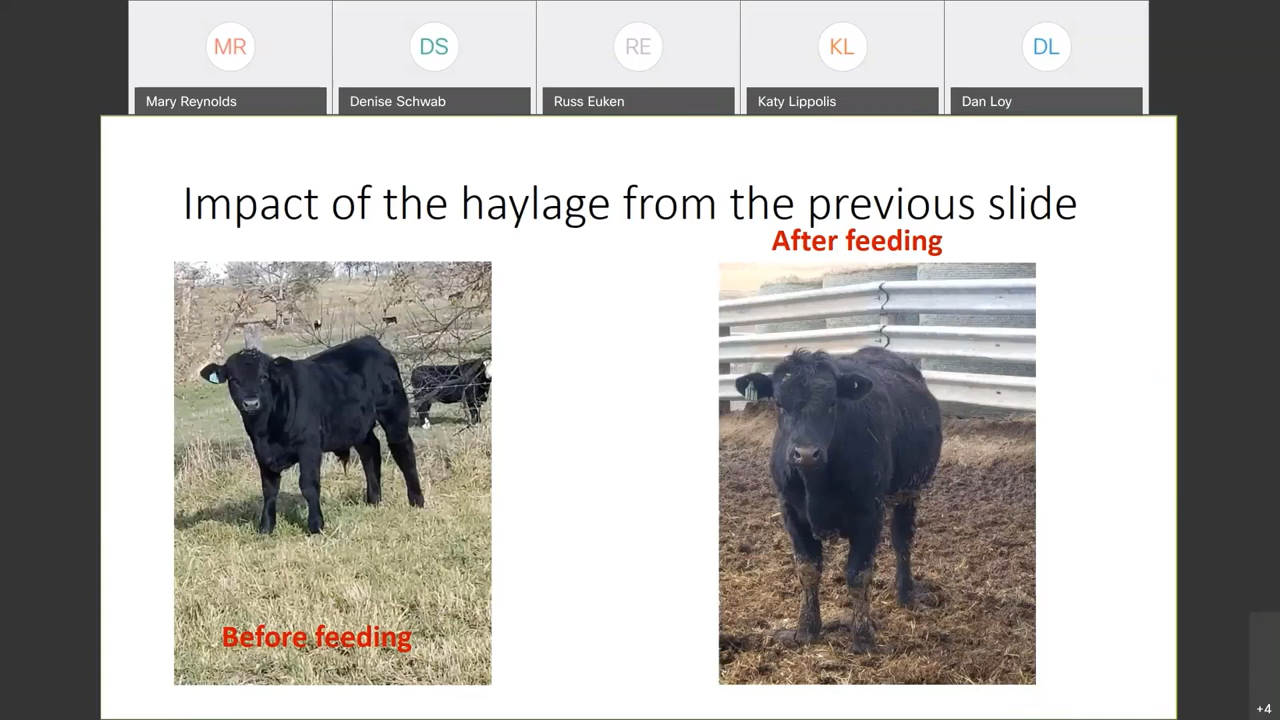 MR
DS
RE
KL
DL
Mary Reynolds
Denise Schwab
Russ Euken
Katy Lippolis
Dan Loy
Impact of the haylage from the previous slide
After feeding
Before feeding
+4